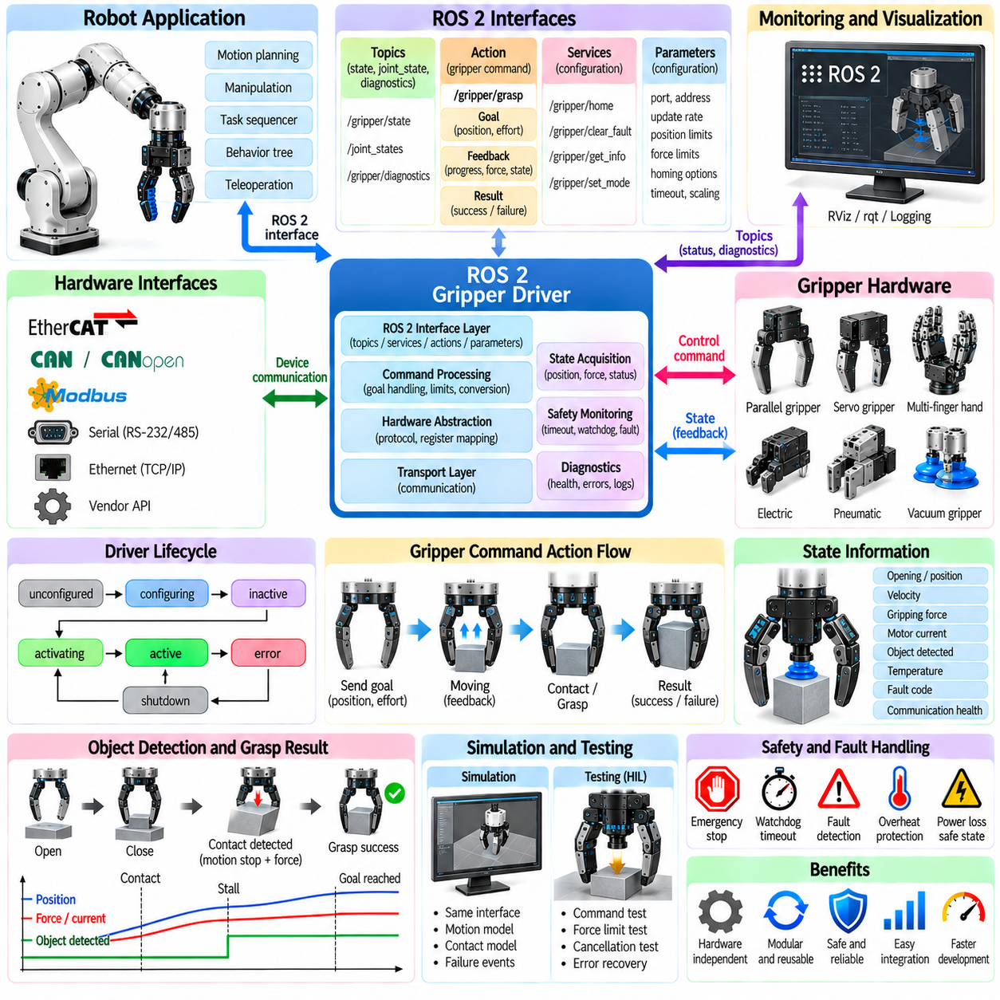 Robot Application
Motion planning
Manipulation
Task sequencer
Behavior tree
Teleoperation
ROS 2
interface
ROS 2 Interfaces
Topics
(state, joint_state,
diagnostics)
/gripper/state
/joint_states
/gripper/diagnostics
Action
(gripper command)
/gripper/grasp
Goal
(position, effort)
Feedback
(progress, force, state)
Result
(success / failure)
Services
(configuration)
/gripper/home
/gripper/clear_fault
/gripper/get_info
/gripper/set_mode
Parameters
(configuration)
port, address
update rate
position limits
force limits
homing options
timeout, scaling
Monitoring and Visualization
ROS 2
RViz / rqt / Logging
Topics
(status, diagnostics)
Hardware Interfaces
EtherCAT
CAN / CANopen
Modbus
Serial (RS-232/485)
Ethernet (TCP/IP)
Vendor API
Device
communication
ROS 2
Gripper Driver
ROS 2 Interface Layer
(topics / services / actions / parameters)
Command Processing
(goal handling, limits, conversion)
Hardware Abstraction
(protocol, register mapping)
Transport Layer
(communication)
State Acquisition
(position, force, status)
Safety Monitoring
(timeout, watchdog, fault)
Diagnostics
(health, errors, logs)
Control
command
State
(feedback)
Gripper Hardware
Parallel gripper
Servo gripper
Multi-finger hand
Electric
Pneumatic
Vacuum gripper
Driver Lifecycle
unconfigured
configuring
inactive
activating
active
error
shutdown
Gripper Command Action Flow
Send goal
(position, effort)
Moving
(feedback)
Contact /
Grasp
Result
(success / failure)
State Information
Opening / position
Velocity
Gripping force
Motor current
Object detected
Temperature
Fault code
Communication health
Object Detection and Grasp Result
Open
Close
Contact detected
(motion stop + force)
Grasp success
Contact
Stall
Goal reached
Position
Force / current
Object detected
Simulation and Testing
Simulation
• Same interface
• Motion model
• Contact model
• Failure events
Testing (HIL)
• Command test
• Force limit test
• Cancellation test
• Error recovery
Safety and Fault Handling
Emergency
stop
Watchdog
timeout
Fault
detection
Overheat
protection
Power loss
safe state
Benefits
Hardware
independent
Modular
and reusable
Safe and
reliable
Easy
integration
Faster
development